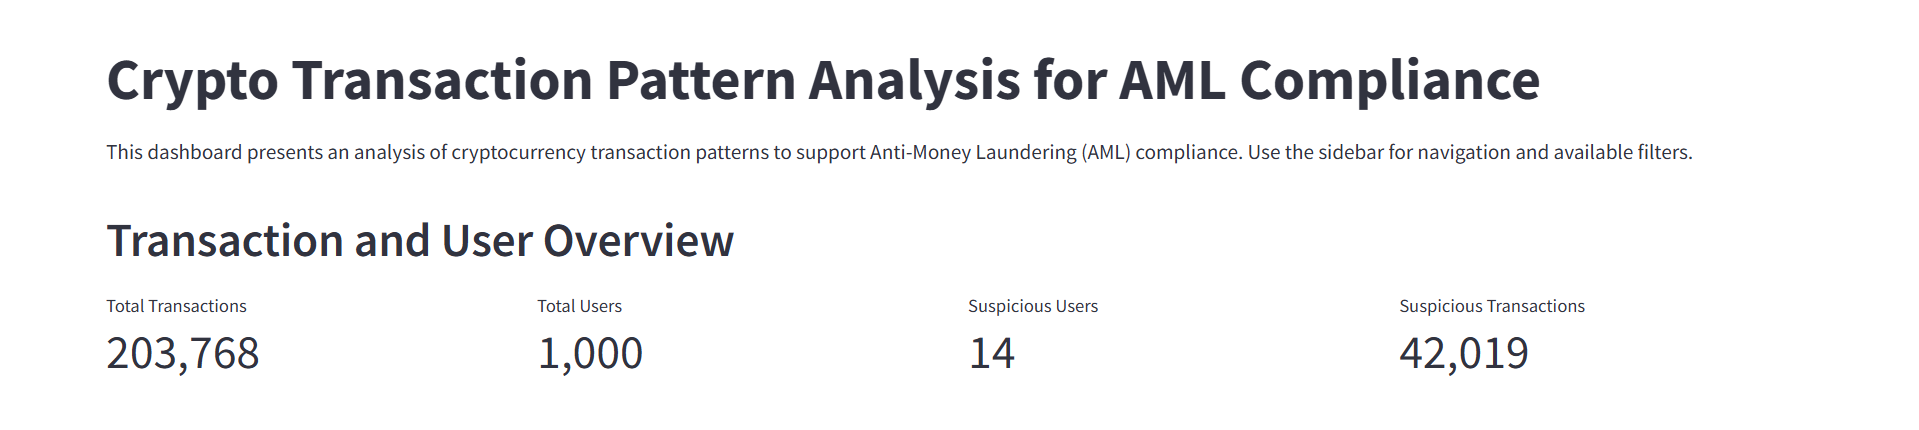 Crypto Transaction Pattern Analysis for AML Compliance
This dashboard presents an analysis of cryptocurrency transaction patterns to support Anti-Money Laundering (AML) compliance. Use the sidebar for navigation and available filters.
Transaction and User Overview
Total Transactions
203,768
Total Users
1,000
Suspicious Users
14
Suspicious Transactions
42,019